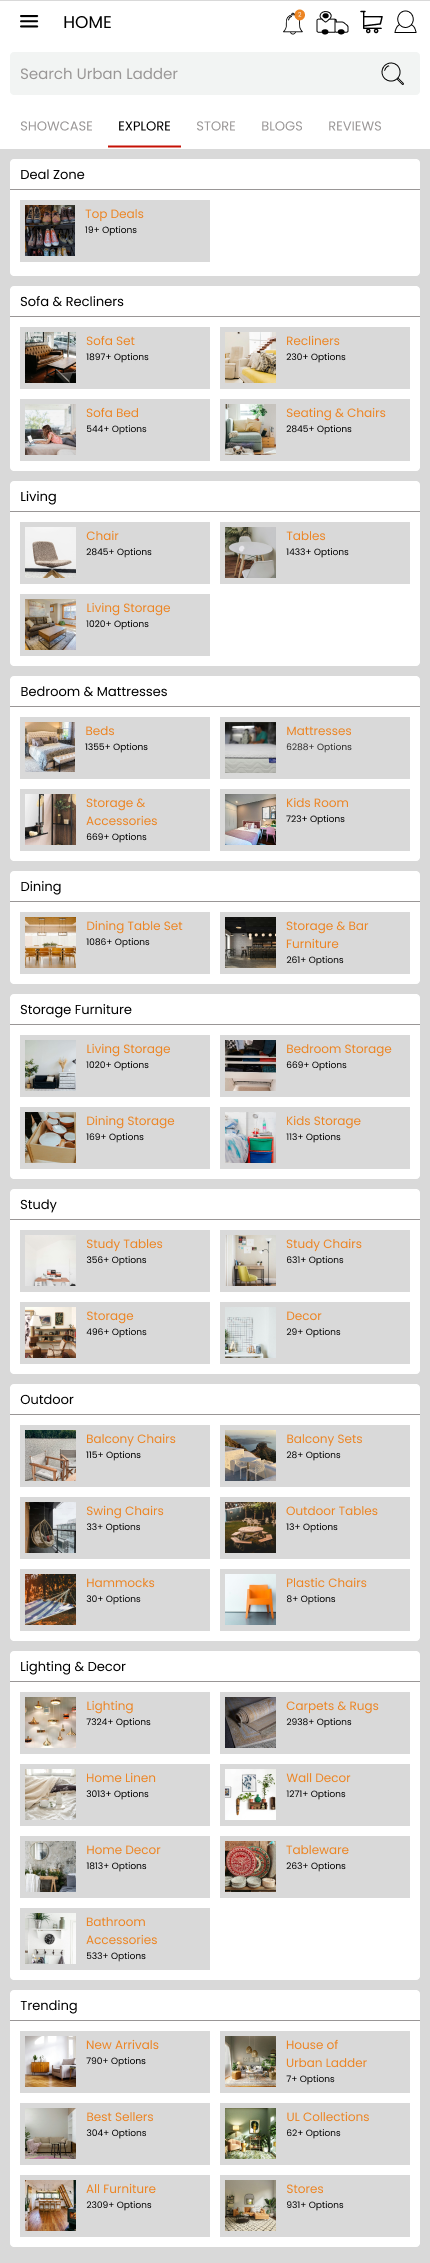 HOME
Search Urban Ladder
SHOWCASE EXPLORE STORE BLOGS REVIEWS
Deal Zone
Top Deals
19+ Options
Sofa & Recliners
Sofa Set
1897+ Options
Recliners
230+ Options
Sofa Bed
544+ Options
Seating & Chairs
2845+ Options
Living
Chair
2845+ Options
Tables
1433+ Options
Living Storage
1020+ Options
Bedroom & Mattresses
Beds
1355+ Options
Mattresses
6288+ Options
Storage &
Accessories
669+ Options
Kids Room
723+ Options
Dining
Dining Table Set
1086+ Options
Storage & Bar
Furniture
261+ Options
Storage Furniture
Living Storage
1020+ Options
Bedroom Storage
669+ Options
Dining Storage
169+ Options
Kids Storage
113+ Options
Study
Study Tables
356+ Options
Study Chairs
631+ Options
Storage
496+ Options
Decor
29+ Options
Outdoor
Balcony Chairs
115+ Options
Balcony Sets
28+ Options
Swing Chairs
33+ Options
Outdoor Tables
13+ Options
Hammocks
30+ Options
Plastic Chairs
8+ Options
Lighting & Decor
Lighting
7324+ Options
Carpets & Rugs
2938+ Options
Home Linen
3013+ Options
Wall Decor
1271+ Options
Home Decor
1813+ Options
Tableware
263+ Options
Bathroom
Accessories
533+ Options
Trending
New Arrivals
790+ Options
House of
Urban Ladder
7+ Options
Best Sellers
304+ Options
UL Collections
62+ Options
All Furniture
2309+ Options
Stores
931+ Options